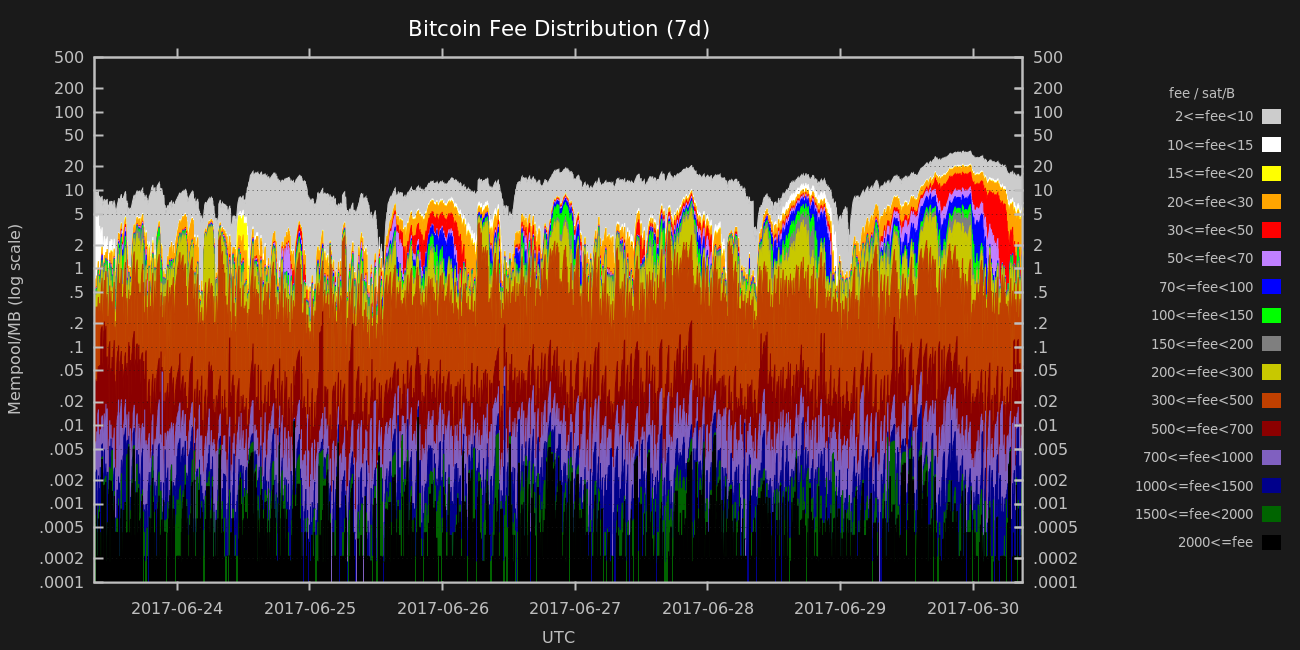 Bitcoin Fee Distribution (7d)
Mempool/MB (log scale)
500
200
100
50
20
10
5
2
1
.5
.2
.1
.05
.02
.01
.005
.002
.001
.0005
.0002
.0001
500
200
100
50
20
10
5
2
1
.5
.2
.1
.05
.02
.01
.005
.002
.001
.0005
.0002
.0001
2017-06-24
2017-06-25
2017-06-26
2017-06-27
2017-06-28
2017-06-29
2017-06-30
UTC
fee / sat/B
2<=fee<10
10<=fee<15
15<=fee<20
20<=fee<30
30<=fee<50
50<=fee<70
70<=fee<100
100<=fee<150
150<=fee<200
200<=fee<300
300<=fee<500
500<=fee<700
700<=fee<1000
1000<=fee<1500
1500<=fee<2000
2000<=fee